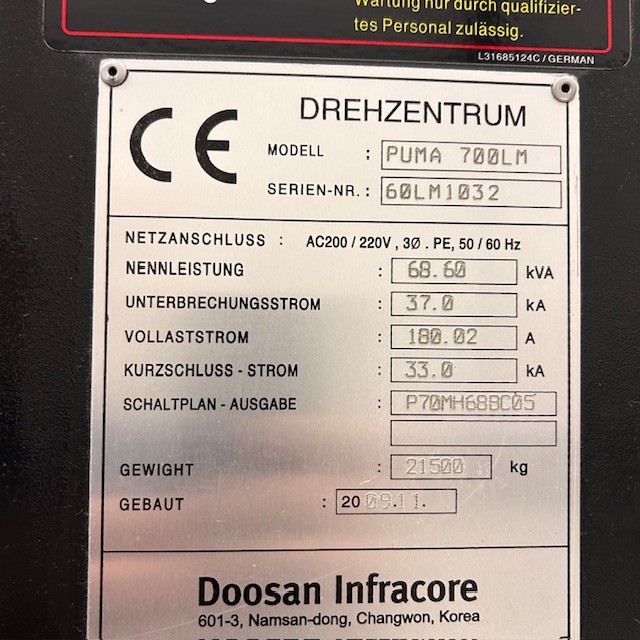 Wartung nur durch qualifizier-
tes Personal zulässig.
L31685124C / GERMAN
CE
DREHZENTRUM
MODELL : PUMA 700LM
SERIEN-NR. : 60LM1032
NETZANSCHLUSS : AC200 / 220V , 3Ø . PE, 50 / 60 Hz
NENNLEISTUNG : 68.60 kVA
UNTERBRECHUNGSSTROM : 37.0 kA
VOLLASTSTROM : 180.02 A
KURZSCHLUSS - STROM : 33.0 kA
SCHALTPLAN - AUSGABE : P70MH68BC05
GEWIGHT : 21500 kg
GEBAUT : 20 09.11.
Doosan Infracore
601-3, Namsan-dong, Changwon, Korea